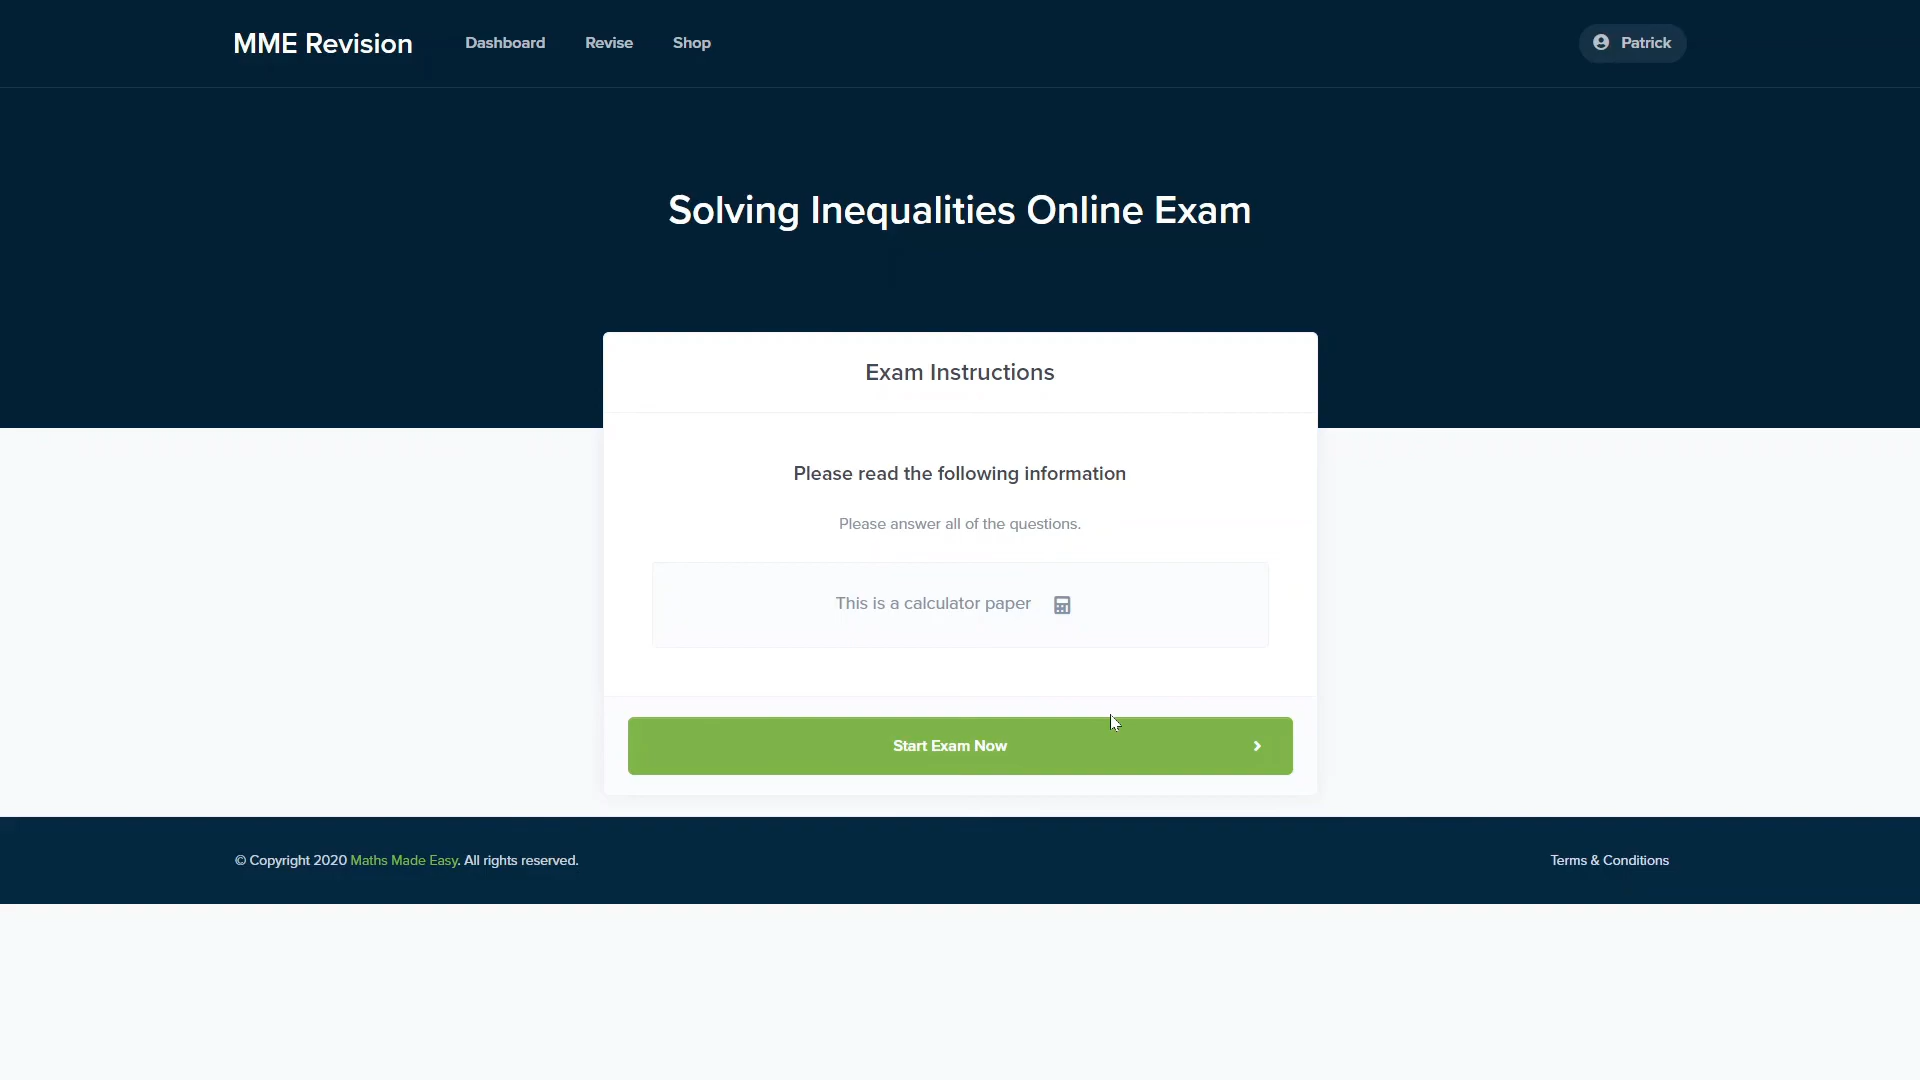 MME Revision
Dashboard
Revise
Shop
Patrick
Solving Inequalities Online Exam
Exam Instructions
Please read the following information
Please answer all of the questions.
This is a calculator paper
Start Exam Now
© Copyright 2020 Maths Made Easy. All rights reserved.
Terms & Conditions